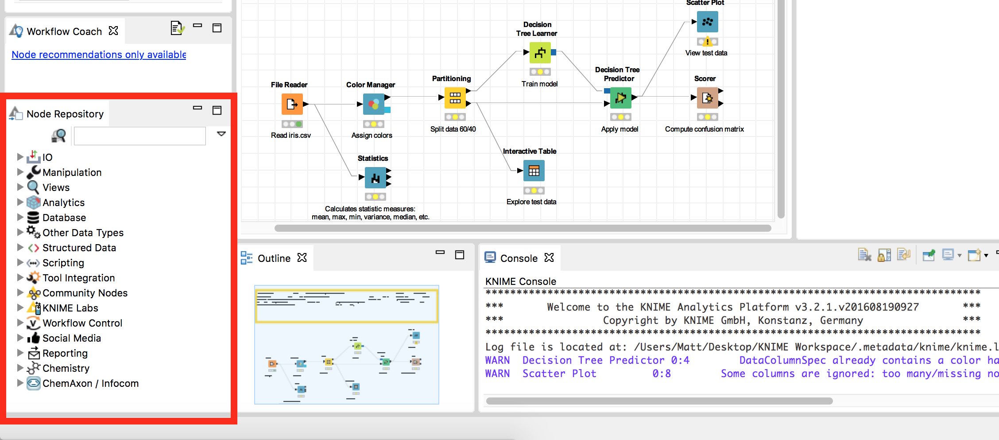 Workflow Coach
Node recommendations only available
Node Repository
IO
Manipulation
Views
Analytics
Database
Other Data Types
Structured Data
Scripting
Tool Integration
Community Nodes
KNIME Labs
Workflow Control
Social Media
Reporting
Chemistry
ChemAxon / Infocom
Scatter Plot
View test data
Decision
Tree Learner
Train model
Decision Tree
Predictor
Apply model
Scorer
Compute confusion matrix
File Reader
Read iris.csv
Color Manager
Assign colors
Partitioning
Split data 60/40
Statistics
Calculates statistic measures:
mean, max, min, variance, median, etc.
Interactive Table
Explore test data
Outline
Console
KNIME Console
********************************************************************************
*** Welcome to the KNIME Analytics Platform v3.2.1.v201608190927 ***
*** Copyright by KNIME GmbH, Konstanz, Germany ***
********************************************************************************
Log file is located at: /Users/Matt/Desktop/KNIME Workspace/.metadata/knime/knime.l
WARN Decision Tree Predictor 0:4 DataColumnSpec already contains a color ha
WARN Scatter Plot 0:8 Some columns are ignored: too many/missing no